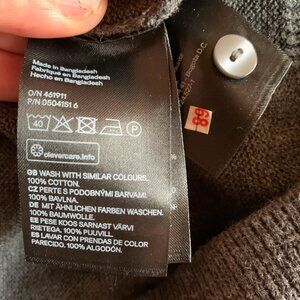 Made in Bangladesh
Fabriqué en Bangladesh
Hecho en Bangladesh
O/N 461911
P/N 0504151 6
40
clevercare.info
GB WASH WITH SIMILAR COLOURS.
100% COTTON.
CZ PERTE S PODOBNÝMI BARVAMI
100% BAVLNA.
DE MIT ÄHNLICHEN FARBEN WASCHEN.
100% BAUMWOLLE.
EE PESE KOOS SARNAST VÄRVI
RIIETEGA. 100% PUUVILL.
ES LAVAR CON PRENDAS DE COLOR
PARECIDO. 100% ALGODÓN.
Bogota D.C.